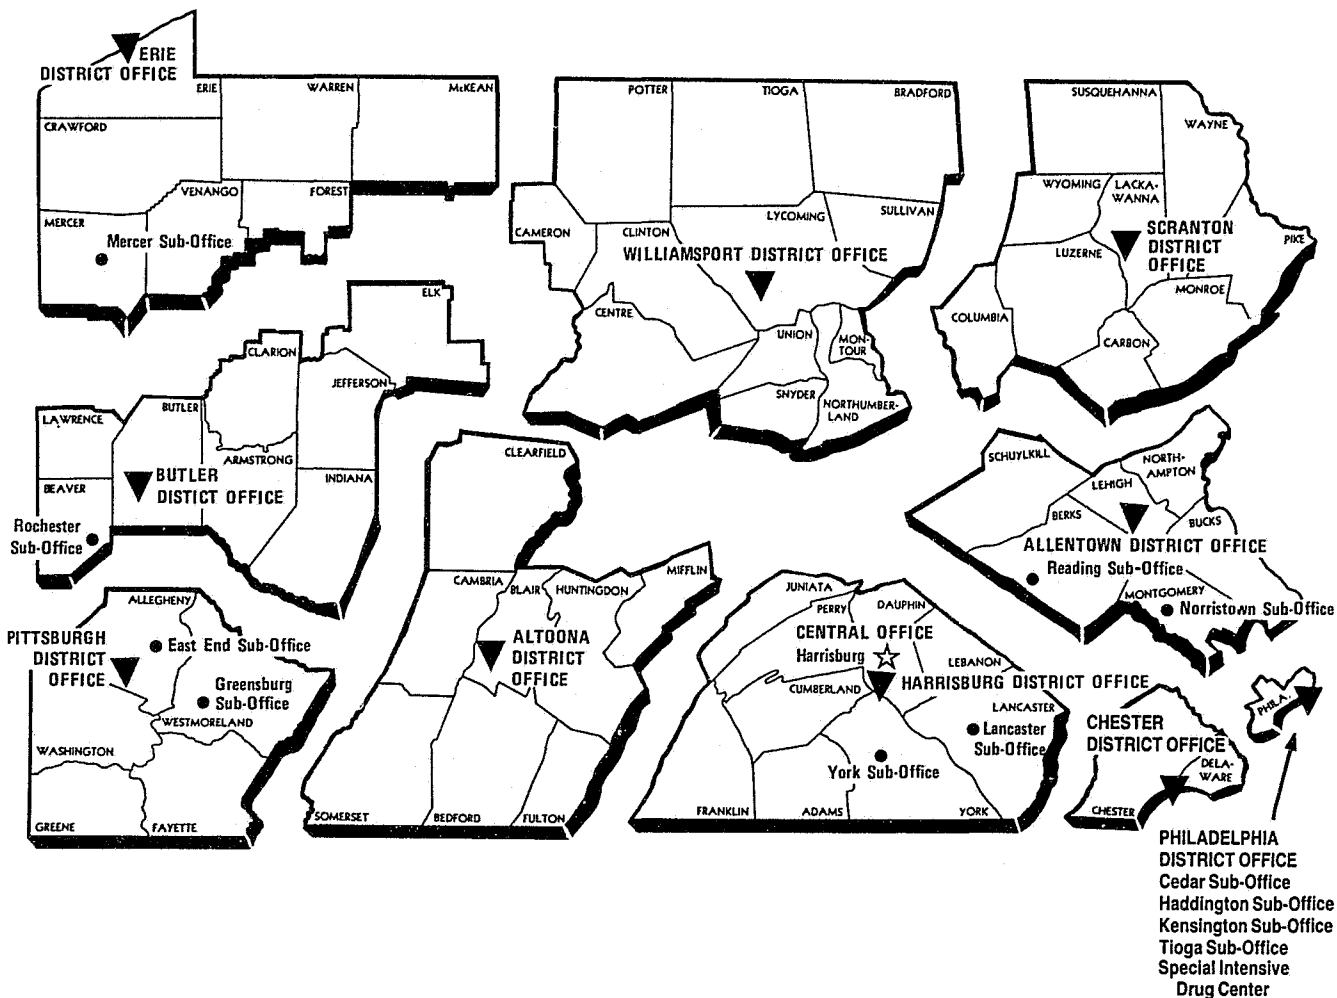 ERIE
DISTRICT OFFICE
ERIE
WARREN
McKEAN
CRAWFORD
VENANGO
FOREST
MERCER
Mercer Sub-Office
POTTER
TIOGA
BRADFORD
CAMERON
CLINTON
LYCOMING
SULLIVAN
WILLIAMSPORT DISTRICT OFFICE
CENTRE
UNION
MON-
TOUR
SNYDER
NORTHUMBER-
LAND
SUSQUEHANNA
WAYNE
WYOMING
LACKA-
WANNA
SCRANTON
DISTRICT
OFFICE
PIKE
LUZERNE
MONROE
COLUMBIA
CARBON
ELK
CLARION
JEFFERSON
LAWRENCE
BUTLER
ARMSTRONG
INDIANA
BEAVER
BUTLER
DISTICT OFFICE
Rochester
Sub-Office
CLEARFIELD
CAMBRIA
BLAIR
HUNTINGDON
MIFFLIN
ALTOONA
DISTRICT
OFFICE
SOMERSET
BEDFORD
FULTON
SCHUYLKILL
NORTH-
AMPTON
LEHIGH
BERKS
BUCKS
ALLENTOWN DISTRICT OFFICE
Reading Sub-Office
MONTGOMERY
Norristown Sub-Office
ALLEGHENY
PITTSBURGH
DISTRICT
OFFICE
East End Sub-Office
Greensburg
Sub-Office
WESTMORELAND
WASHINGTON
GREENE
FAYETTE
JUNIATA
PERRY
DAUPHIN
CENTRAL OFFICE
Harrisburg
LEBANON
CUMBERLAND
HARRISBURG DISTRICT OFFICE
LANCASTER
Lancaster
Sub-Office
York Sub-Office
FRANKLIN
ADAMS
YORK
CHESTER
DISTRICT OFFICE
DELA-
WARE
CHESTER
PHILA.
PHILADELPHIA
DISTRICT OFFICE
Cedar Sub-Office
Haddington Sub-Office
Kensington Sub-Office
Tioga Sub-Office
Special Intensive
Drug Center